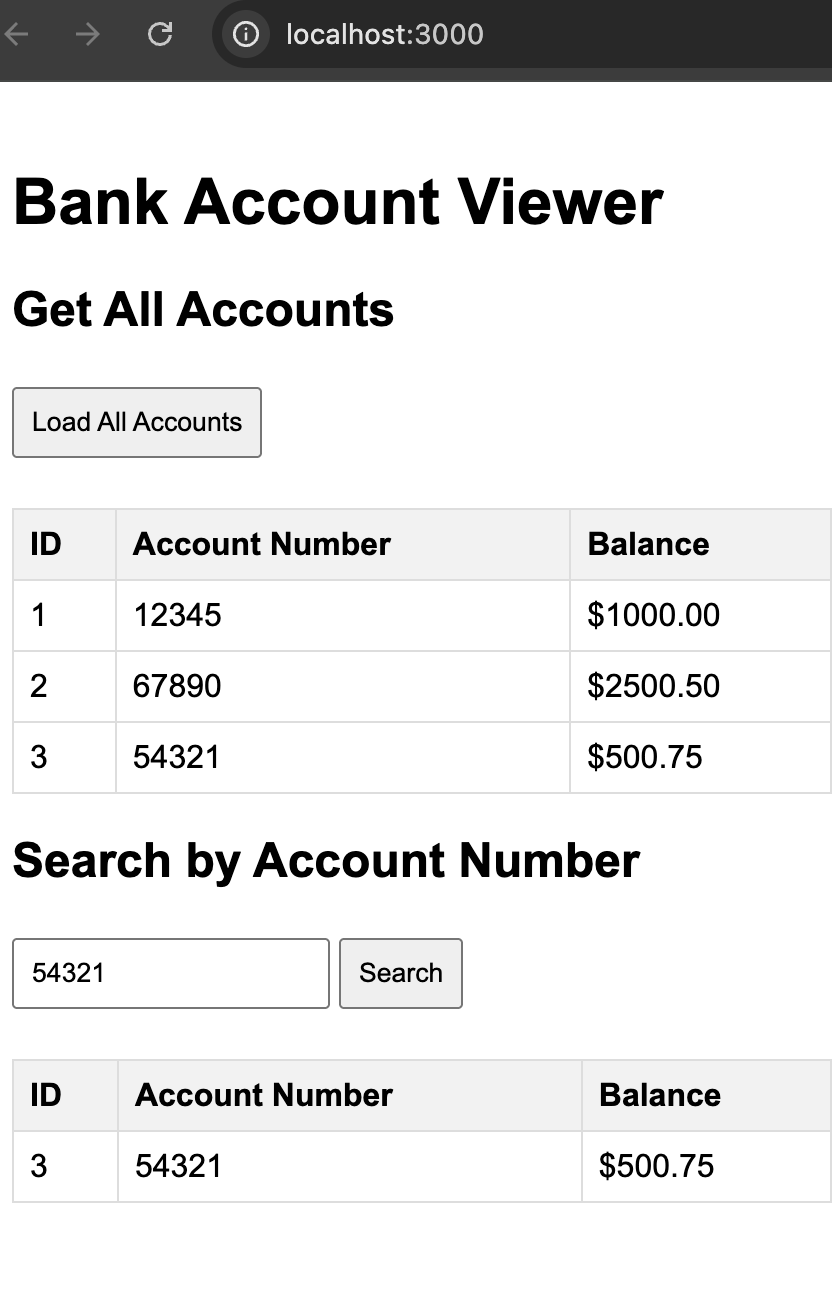 localhost:3000
Bank Account Viewer
Get All Accounts
Load All Accounts
ID Account Number Balance
1 12345 $1000.00
2 67890 $2500.50
3 54321 $500.75
Search by Account Number
54321 Search
ID Account Number Balance
3 54321 $500.75